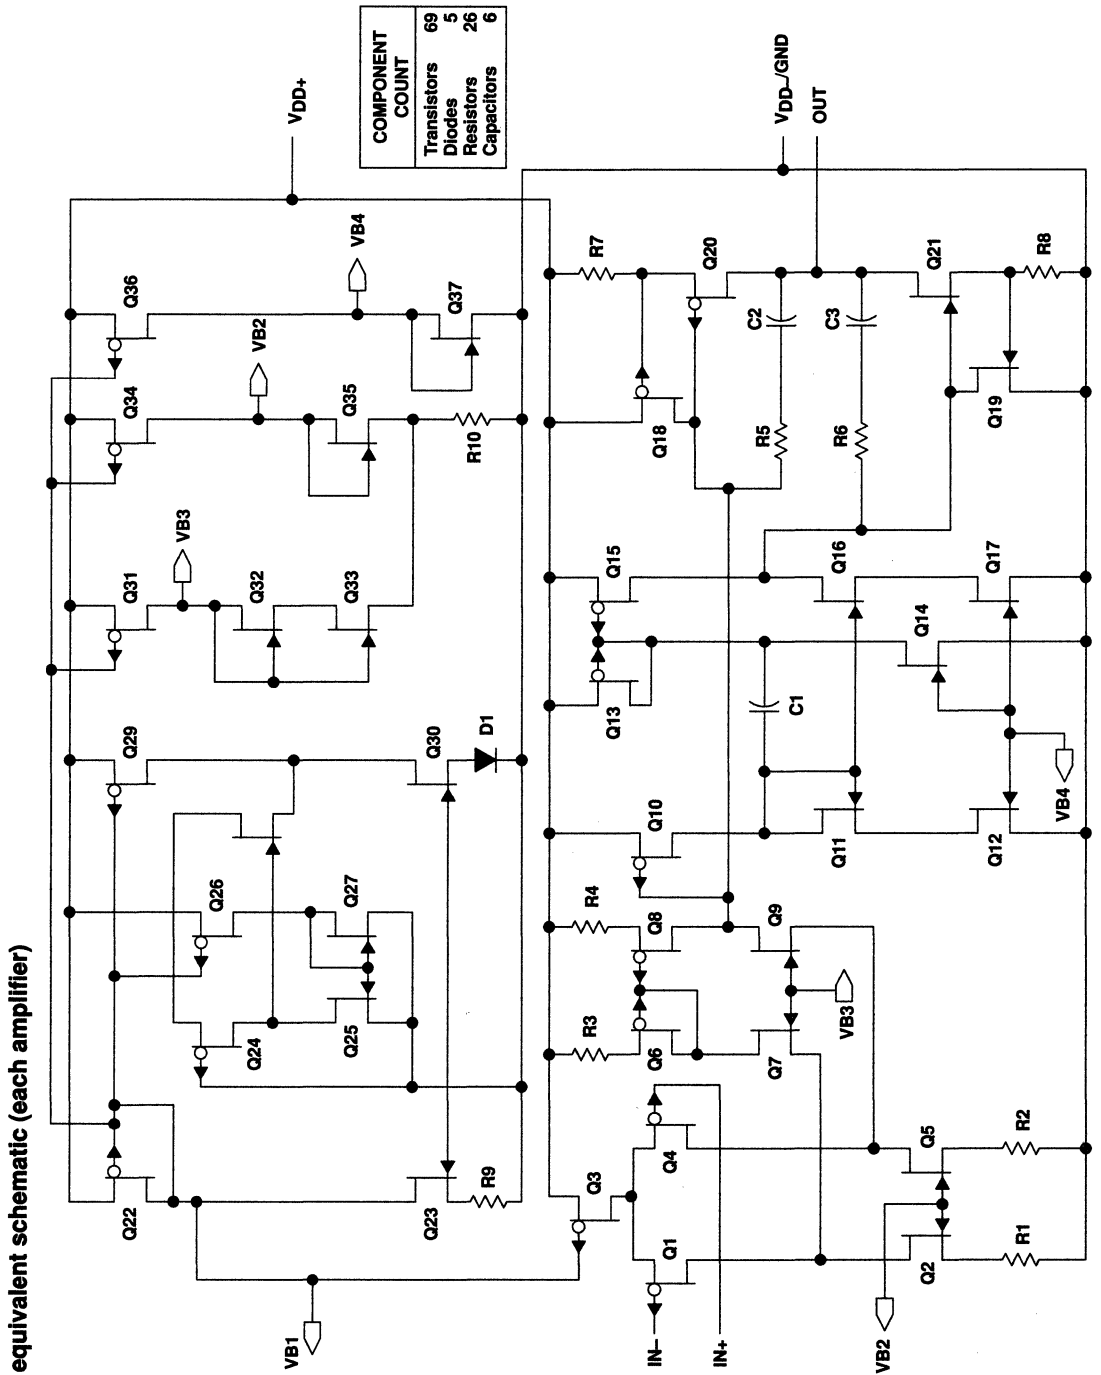 equivalent schematic (each amplifier)
COMPONENT
COUNT
Transistors 69
Diodes 5
Resistors 26
Capacitors 6
VDD+
VDD–/GND
OUT
Q22
Q24
Q26
Q29
Q31
Q34
Q36
VB3
VB2
VB4
Q27
Q25
Q32
Q33
Q35
Q37
Q23
R9
Q30
D1
R10
VB1
Q3
R3
R4
Q10
Q13
Q15
Q18
R7
Q20
Q1
Q4
IN–
IN+
Q6
Q8
Q7
Q9
VB3
C1
R5
C2
R6
C3
Q11
Q16
Q14
Q12
Q17
Q19
Q21
R8
VB4
Q2
Q5
VB2
R1
R2